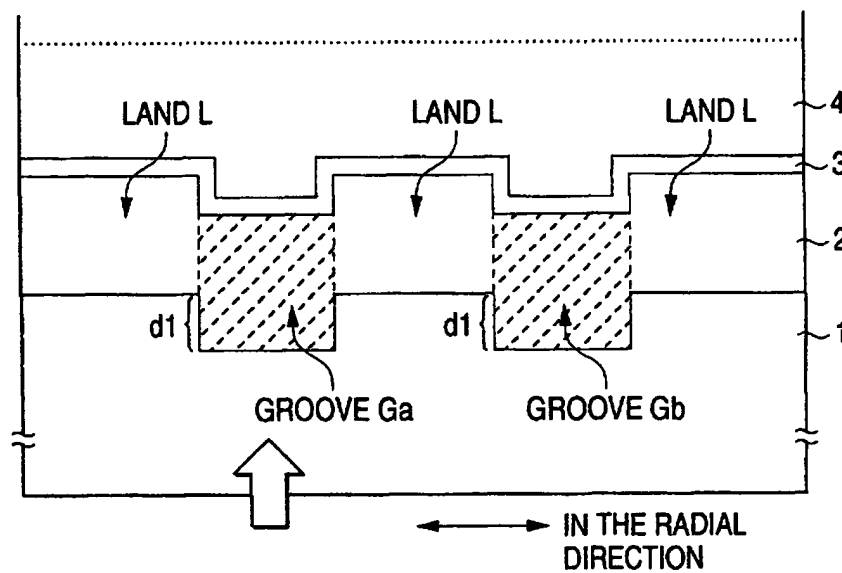 LAND L LAND L LAND L
4
3
2
d1 d1
1
GROOVE Ga GROOVE Gb
IN THE RADIAL
DIRECTION